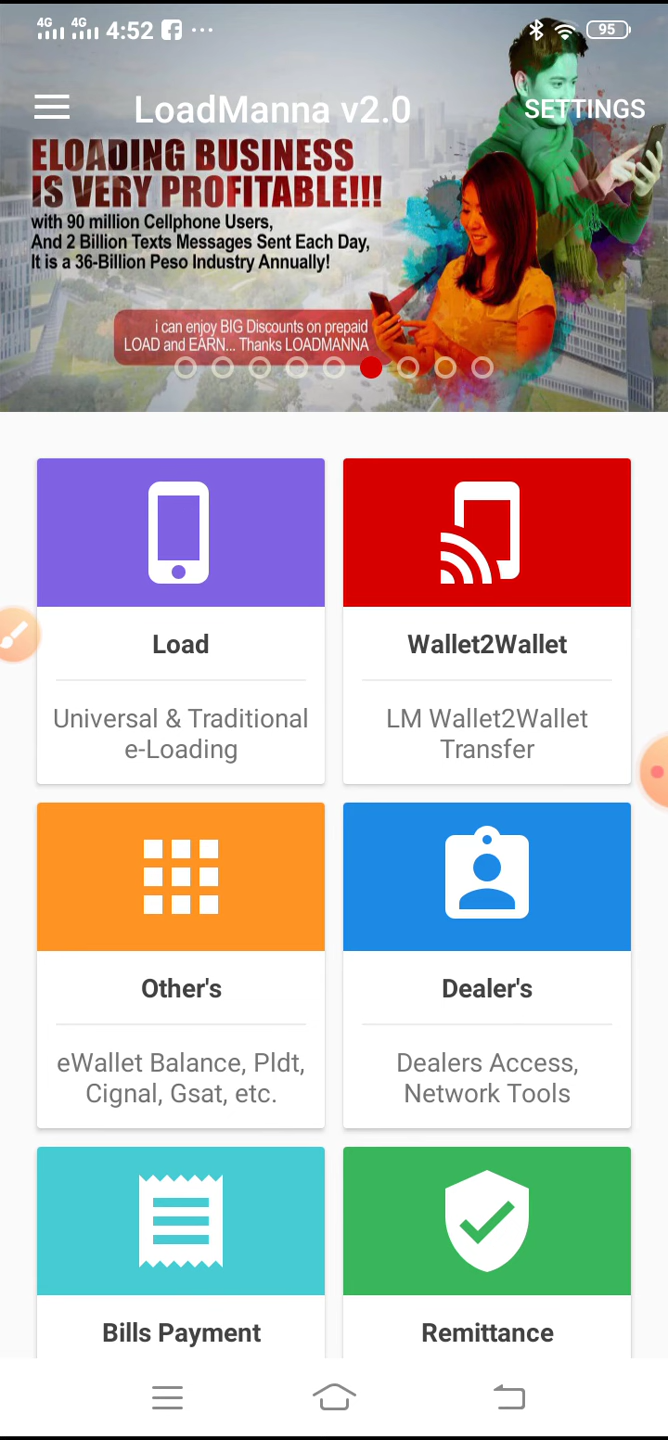 4G 4G 4:52 ... 95
LoadManna v2.0 SETTINGS
ELOADING BUSINESS
IS VERY PROFITABLE!!!
with 90 million Cellphone Users,
And 2 Billion Texts Messages Sent Each Day,
It is a 36-Billion Peso Industry Annually!
i can enjoy BIG Discounts on prepaid
LOAD and EARN... Thanks LOADMANNA
Load
Universal & Traditional
e-Loading
Wallet2Wallet
LM Wallet2Wallet
Transfer
Other's
eWallet Balance, Pldt,
Cignal, Gsat, etc.
Dealer's
Dealers Access,
Network Tools
Bills Payment
Remittance